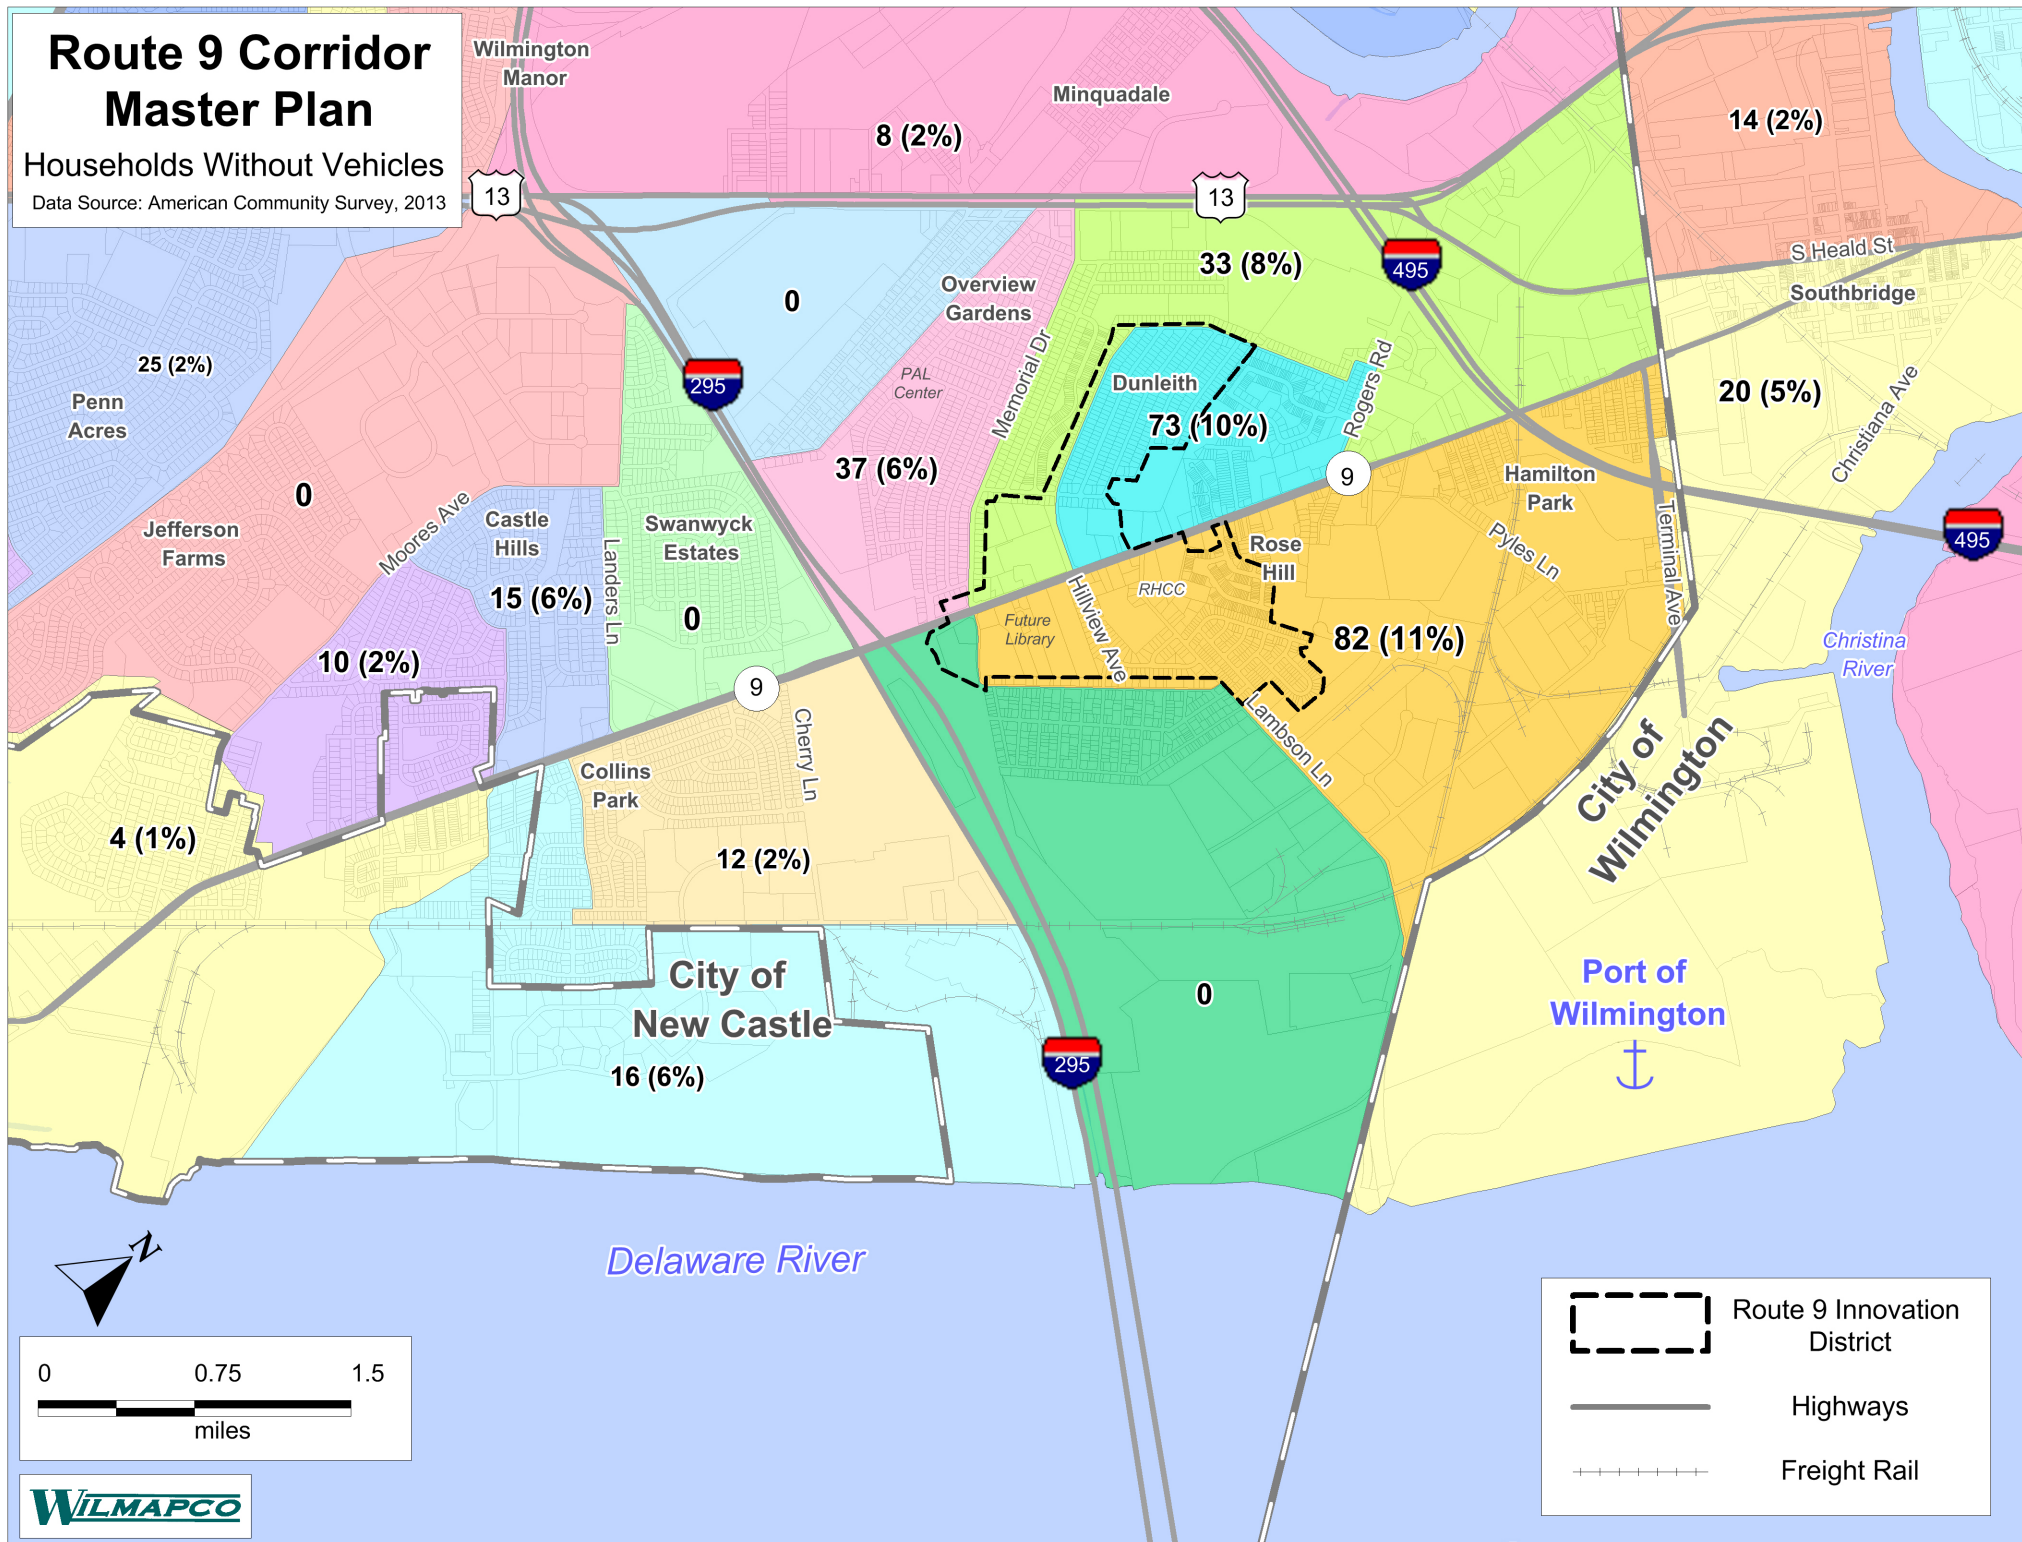 Route 9 Corridor
Master Plan
Households Without Vehicles
Data Source: American Community Survey, 2013
Wilmington
Manor
13
Minquadale
8 (2%)
14 (2%)
13
S Heald St
Southbridge
495
33 (8%)
0
Overview
Gardens
Memorial Dr
PAL
Center
Dunleith
73 (10%)
Rogers Rd
20 (5%)
Christiana Ave
25 (2%)
Penn
Acres
295
0
Jefferson
Farms
Moores Ave
Castle
Hills
15 (6%)
Landers Ln
Swanwyck
Estates
0
37 (6%)
9
Hamilton
Park
Pyles Ln
Terminal Ave
495
Rose
Hill
RHCC
Hillview Ave
Future
Library
82 (11%)
Christina
River
10 (2%)
9
Cherry Ln
Lambson Ln
City of
Wilmington
Collins
Park
4 (1%)
12 (2%)
City of
New Castle
16 (6%)
0
295
Port of
Wilmington
Delaware River
N
0 0.75 1.5
miles
WILMAPCO
Route 9 Innovation
District
Highways
Freight Rail